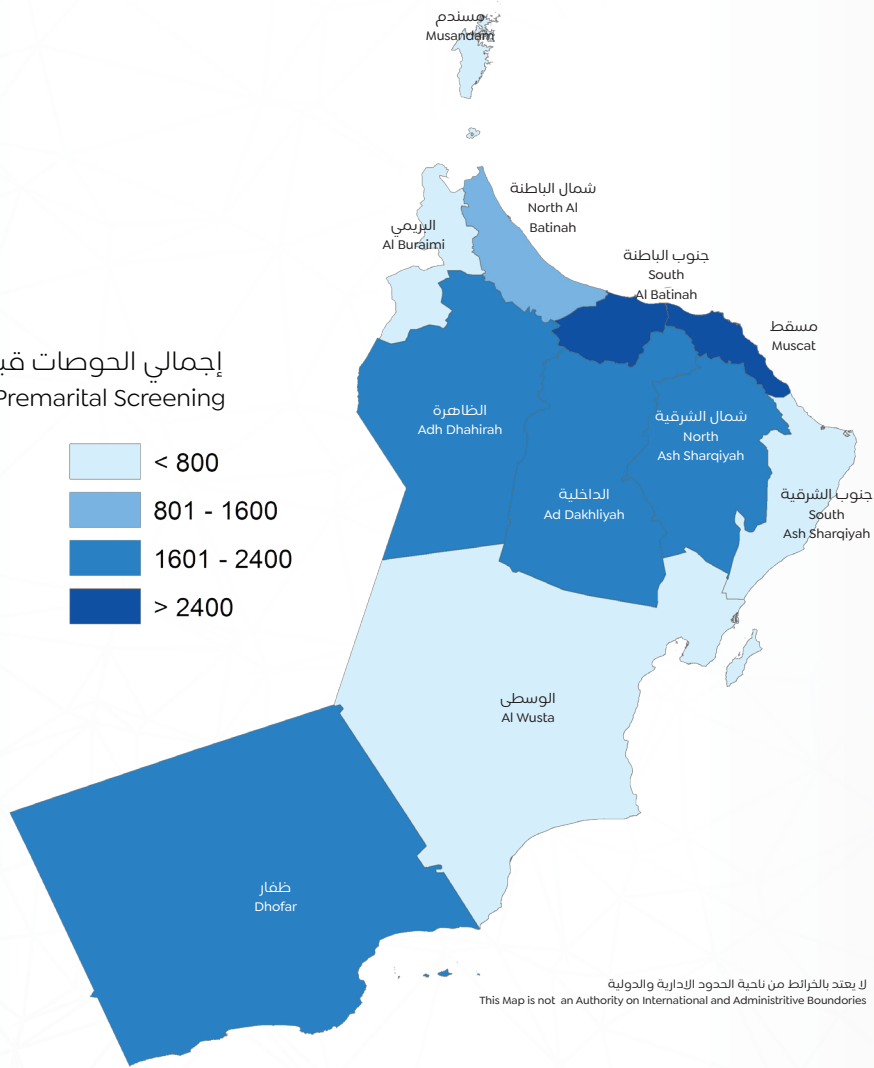 مسندم
Musandam
شمال الباطنة
North Al
Batinah
البريمي
Al Buraimi
جنوب الباطنة
South
Al Batinah
مسقط
Muscat
إجمالي الحوصات
Premarital Screening
< 800
801 - 1600
1601 - 2400
> 2400
الظاهرة
Adh Dhahirah
شمال الشرقية
North
Ash Sharqiyah
الداخلية
Ad Dakhliyah
جنوب الشرقية
South
Ash Sharqiyah
الوسطى
Al Wusta
ظفار
Dhofar
لا يعتد بالخرائط من ناحية الحدود الادارية والدولية
This Map is not an Authority on International and Administritive Boundaries